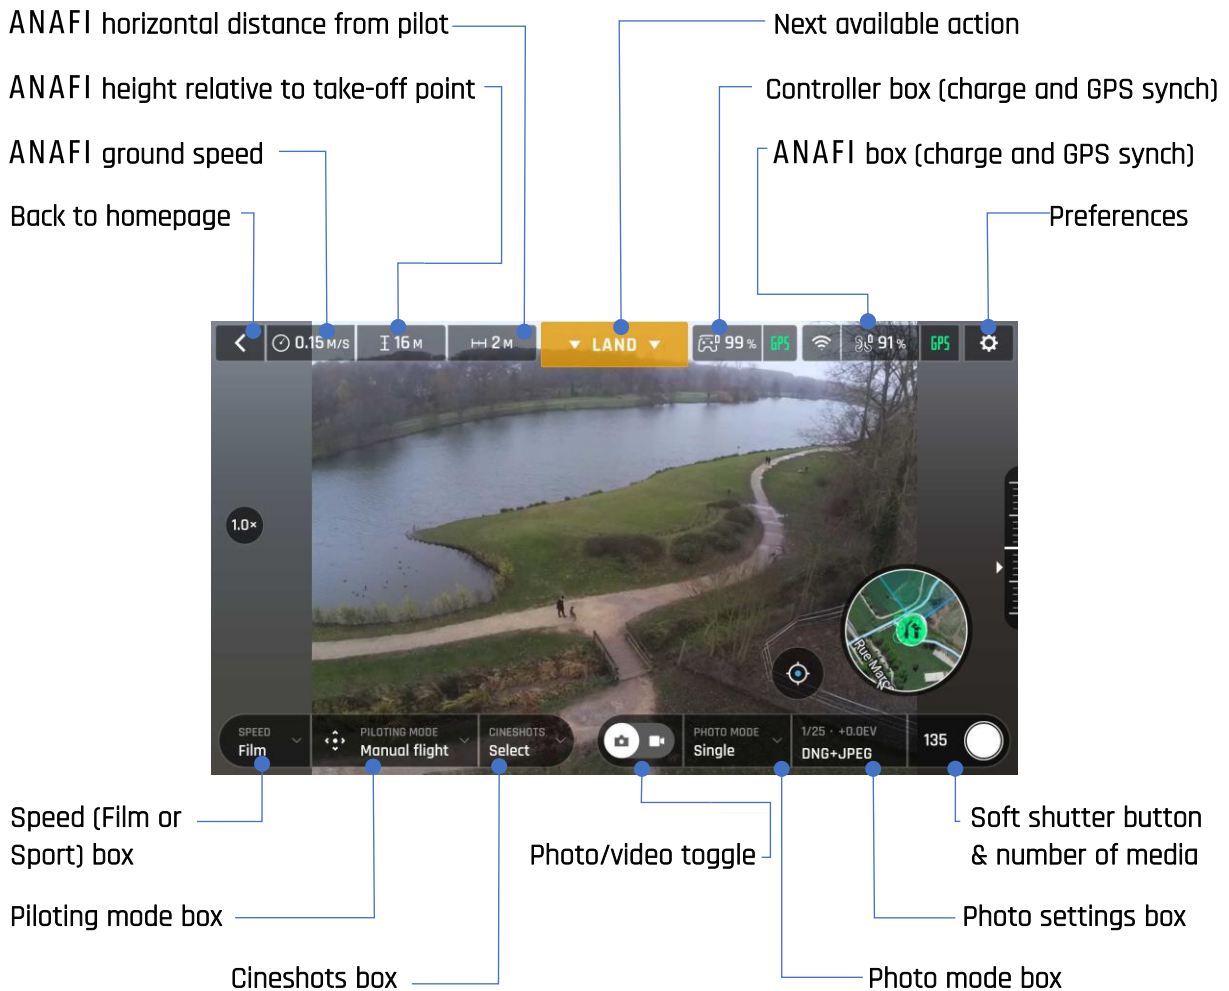 ANAFI horizontal distance from pilot
Next available action
ANAFI height relative to take-off point
Controller box (charge and GPS synch)
ANAFI ground speed
ANAFI box (charge and GPS synch)
Back to homepage
Preferences
0.15 M/S
16 M
2 M
LAND
99 %
GPS
91 %
GPS
1.0×
Rue Marc
SPEED
Film
PILOTING MODE
Manual flight
CINESHOTS
Select
PHOTO MODE
Single
1/25 · +0.0EV
DNG+JPEG
135
Speed (Film or
Sport) box
Photo/video toggle
Soft shutter button
& number of media
Piloting mode box
Photo settings box
Cineshots box
Photo mode box